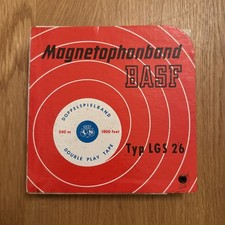 Magnetophonband
BASF
DOPPELSPIELBAND
540 m
1800 feet
DOUBLE PLAY TAPE
Typ LGS 26